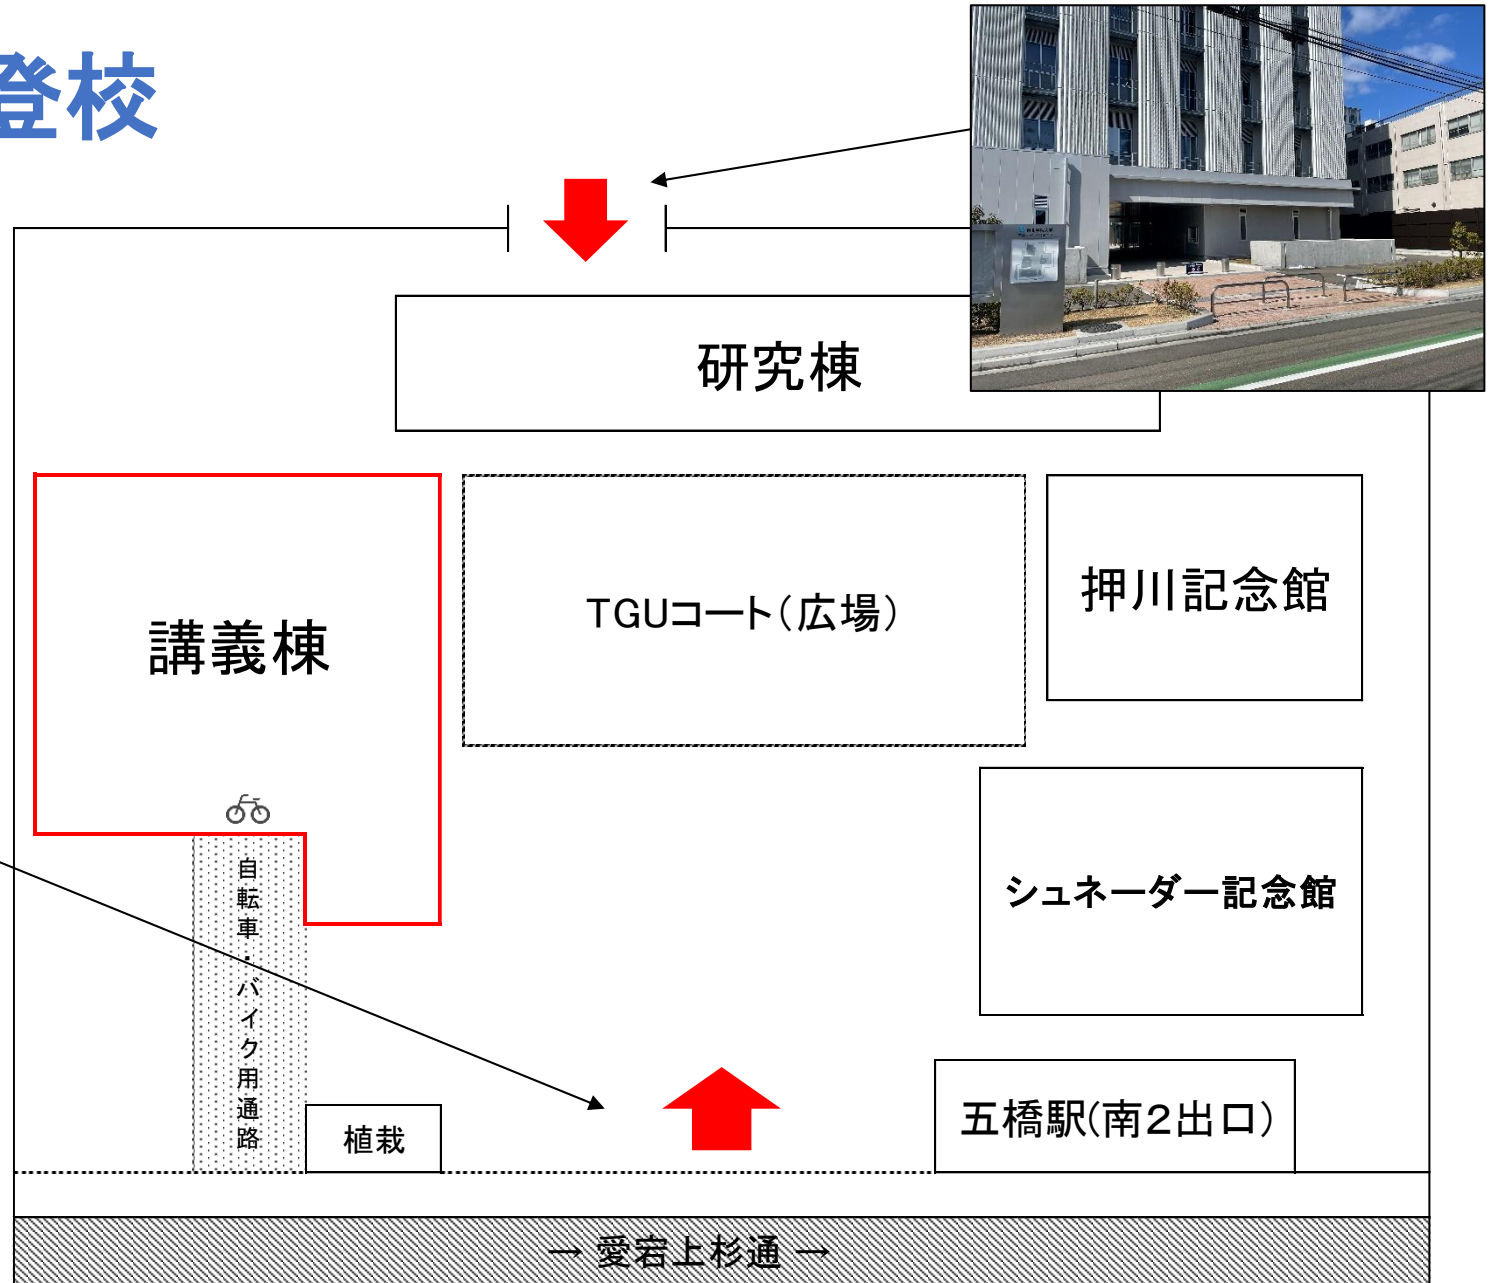 登校
研究棟
講義棟
TGUコート（広場）
押川記念館
シュネーダー記念館
自転車・バイク用通路
植栽
五橋駅(南２出口）
→ 愛宕上杉通 →